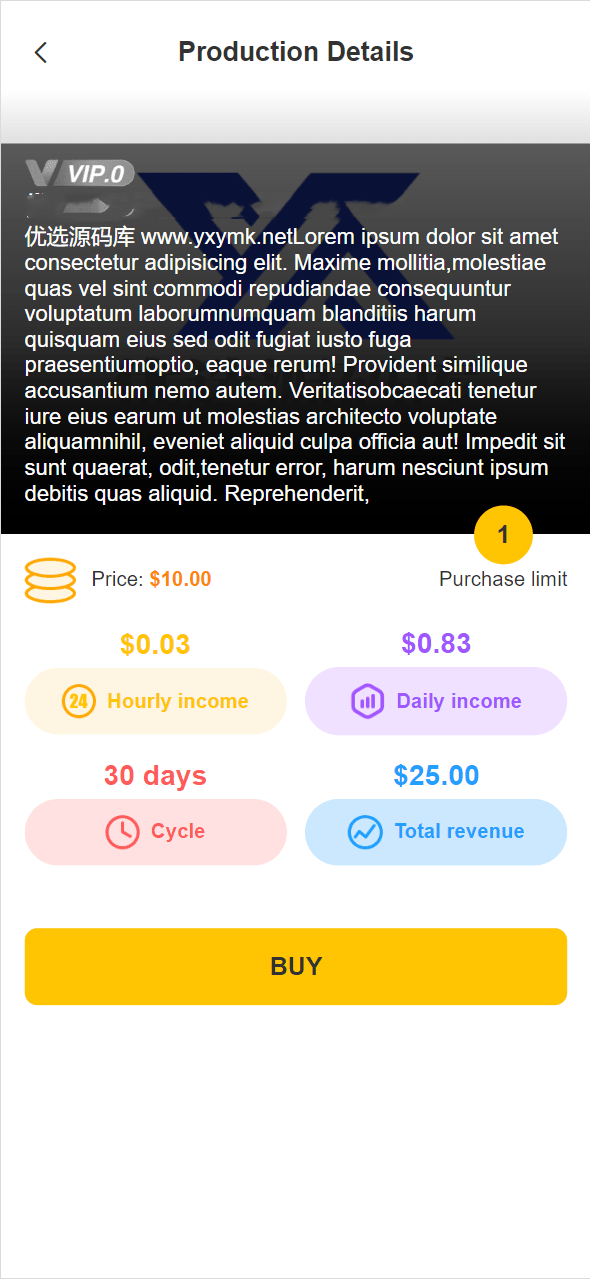 Production Details
VIP.0
优选源码库 www.yxymk.netLorem ipsum dolor sit amet
consectetur adipisicing elit. Maxime mollitia,molestiae
quas vel sint commodi repudiandae consequuntur
voluptatum laborumnumquam blanditiis harum
quisquam eius sed odit fugiat iusto fuga
praesentiumoptio, eaque rerum! Provident similique
accusantium nemo autem. Veritatisobcaecati tenetur
iure eius earum ut molestias architecto voluptate
aliquamnihil, eveniet aliquid culpa officia aut! Impedit sit
sunt quaerat, odit,tenetur error, harum nesciunt ipsum
debitis quas aliquid. Reprehenderit,
1
Price: $10.00
Purchase limit
$0.03
$0.83
24 Hourly income
Daily income
30 days
$25.00
Cycle
Total revenue
BUY